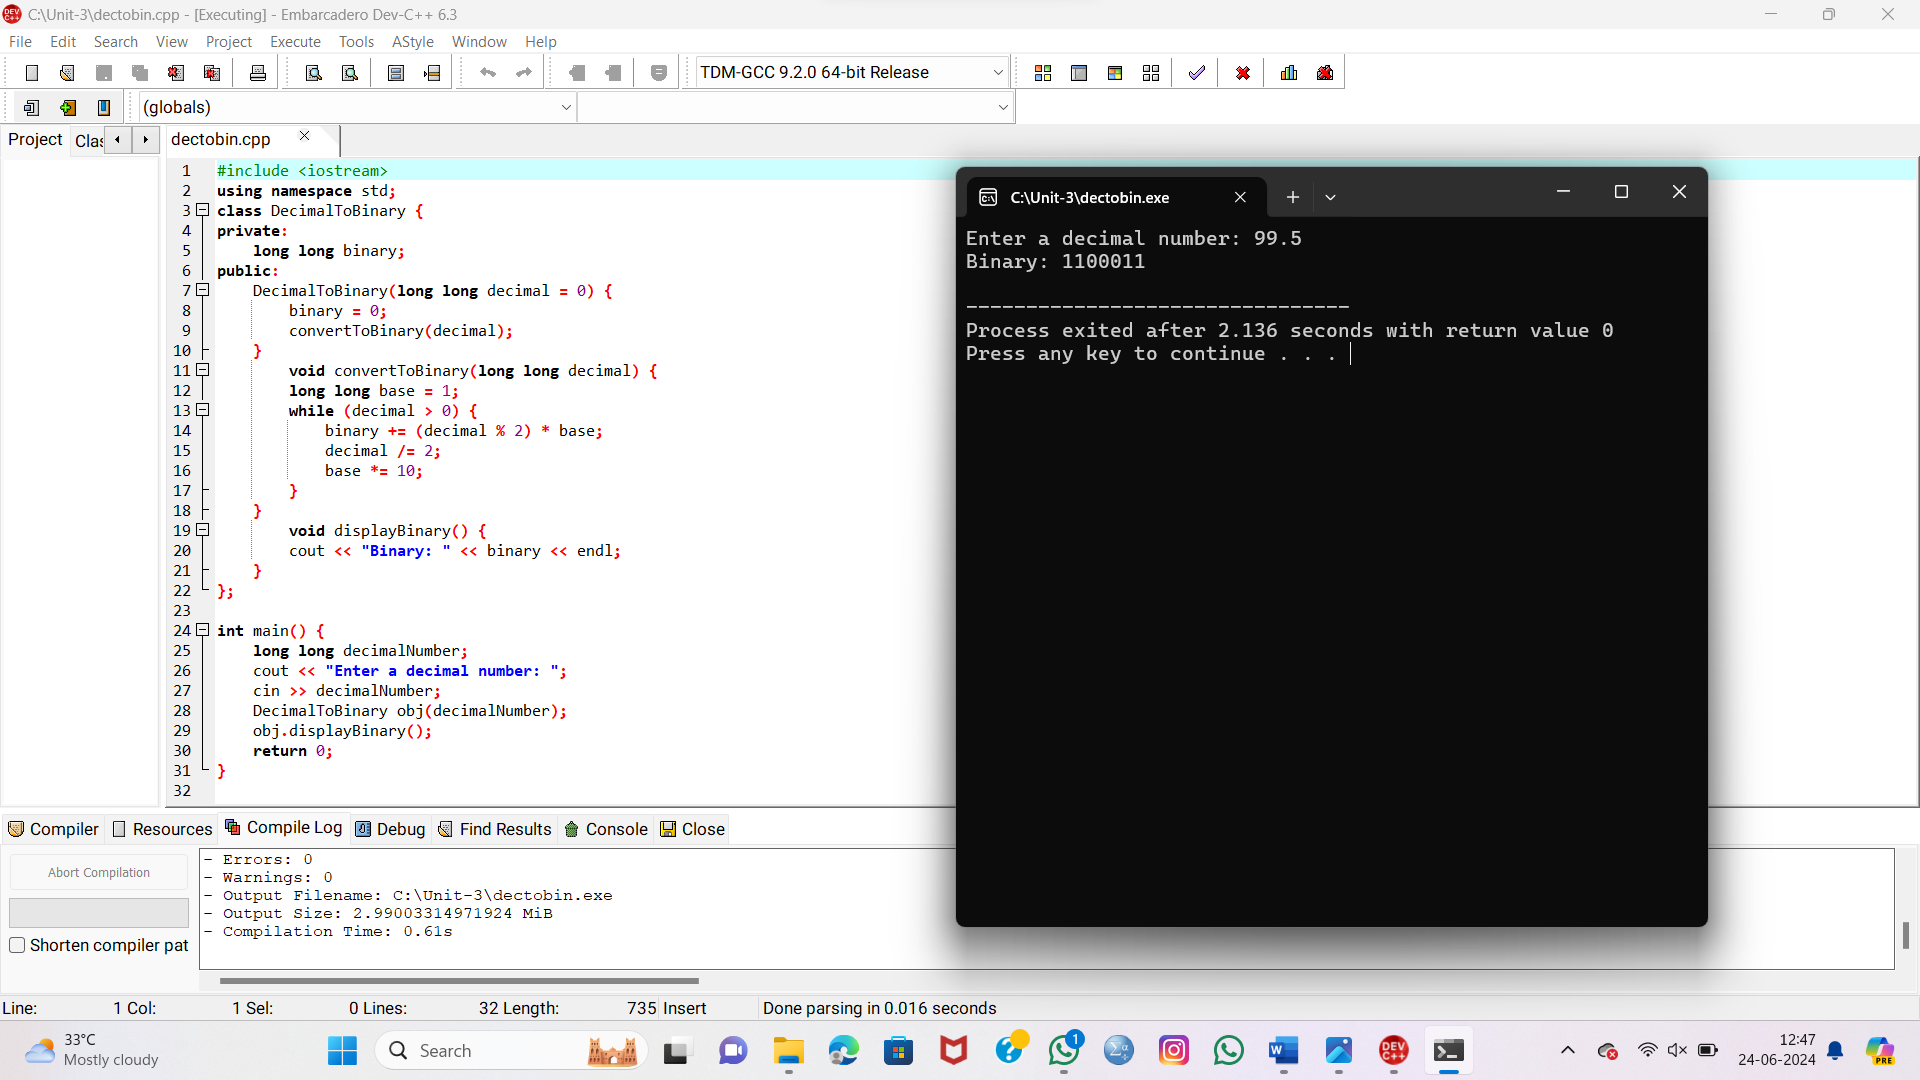 C:\Unit-3\dectobin.cpp - [Executing] - Embarcadero Dev-C++ 6.3
File Edit Search View Project Execute Tools AStyle Window Help
TDM-GCC 9.2.0 64-bit Release
(globals)
Project Clas dectobin.cpp
1 #include <iostream>
2 using namespace std;
3 class DecimalToBinary {
4 private:
5     long long binary;
6 public:
7     DecimalToBinary(long long decimal = 0) {
8         binary = 0;
9         convertToBinary(decimal);
10     }
11         void convertToBinary(long long decimal) {
12         long long base = 1;
13         while (decimal > 0) {
14             binary += (decimal % 2) * base;
15             decimal /= 2;
16             base *= 10;
17         }
18     }
19         void displayBinary() {
20         cout << "Binary: " << binary << endl;
21     }
22 };
23
24 int main() {
25     long long decimalNumber;
26     cout << "Enter a decimal number: ";
27     cin >> decimalNumber;
28     DecimalToBinary obj(decimalNumber);
29     obj.displayBinary();
30     return 0;
31 }
32
C:\Unit-3\dectobin.exe
Enter a decimal number: 99.5
Binary: 1100011
--------------------------------
Process exited after 2.136 seconds with return value 0
Press any key to continue . . .
Compiler Resources Compile Log Debug Find Results Console Close
Abort Compilation
Shorten compiler pat
- Errors: 0
- Warnings: 0
- Output Filename: C:\Unit-3\dectobin.exe
- Output Size: 2.99003314971924 MiB
- Compilation Time: 0.61s
Line: 1 Col: 1 Sel: 0 Lines: 32 Length: 735 Insert Done parsing in 0.016 seconds
33°C
Mostly cloudy
Search
1
DEV
C++
PRE
12:47
24-06-2024